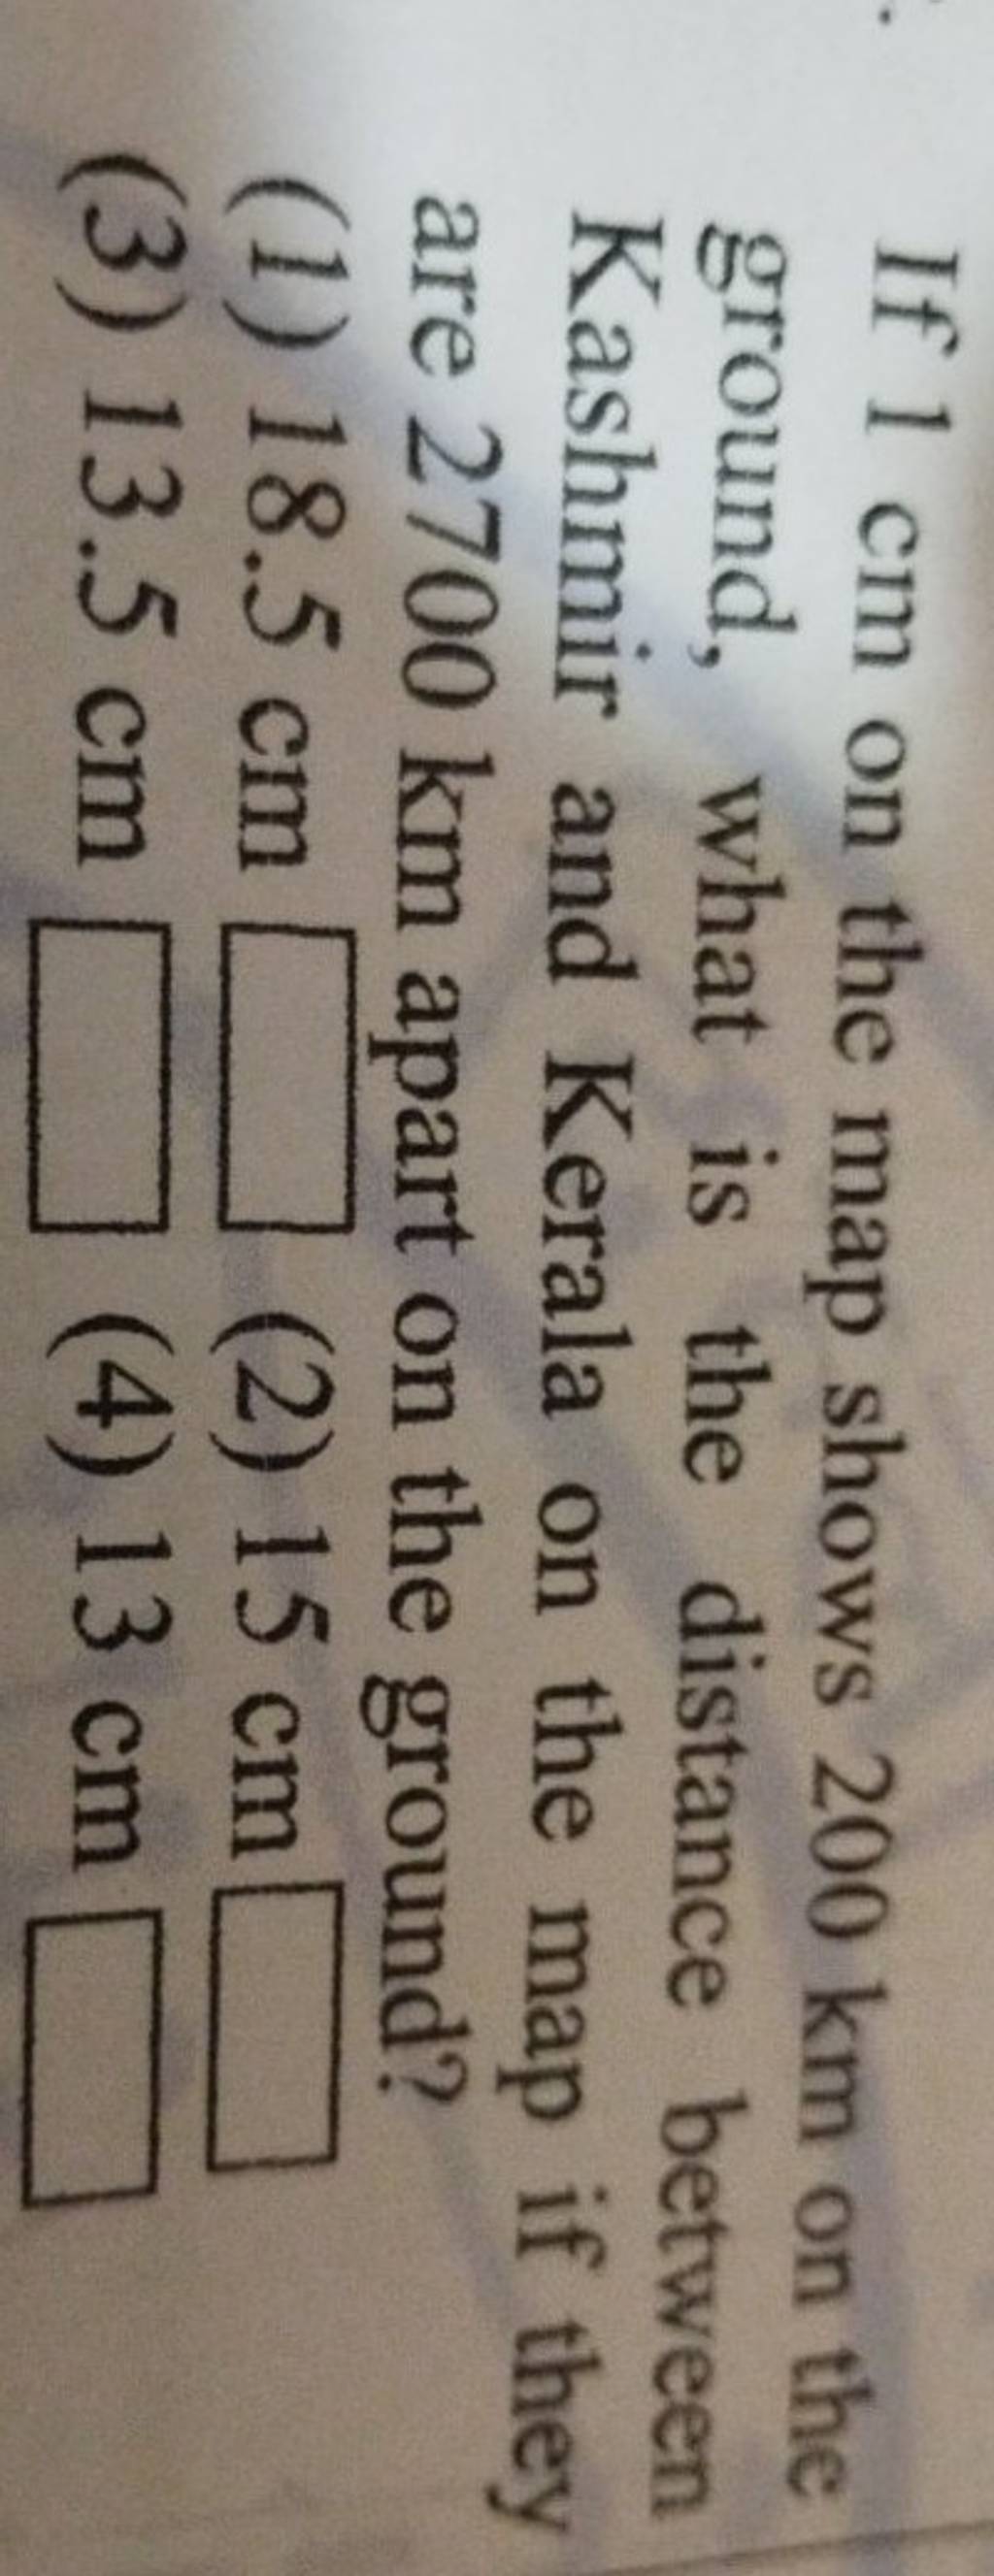 If 1 cm on the map shows 200 km on the
ground, what is the distance between
Kashmir and Kerala on the map if they
are 2700 km apart on the ground?
(1) 18.5 cm (2) 15 cm
(3) 13.5 cm (4) 13 cm